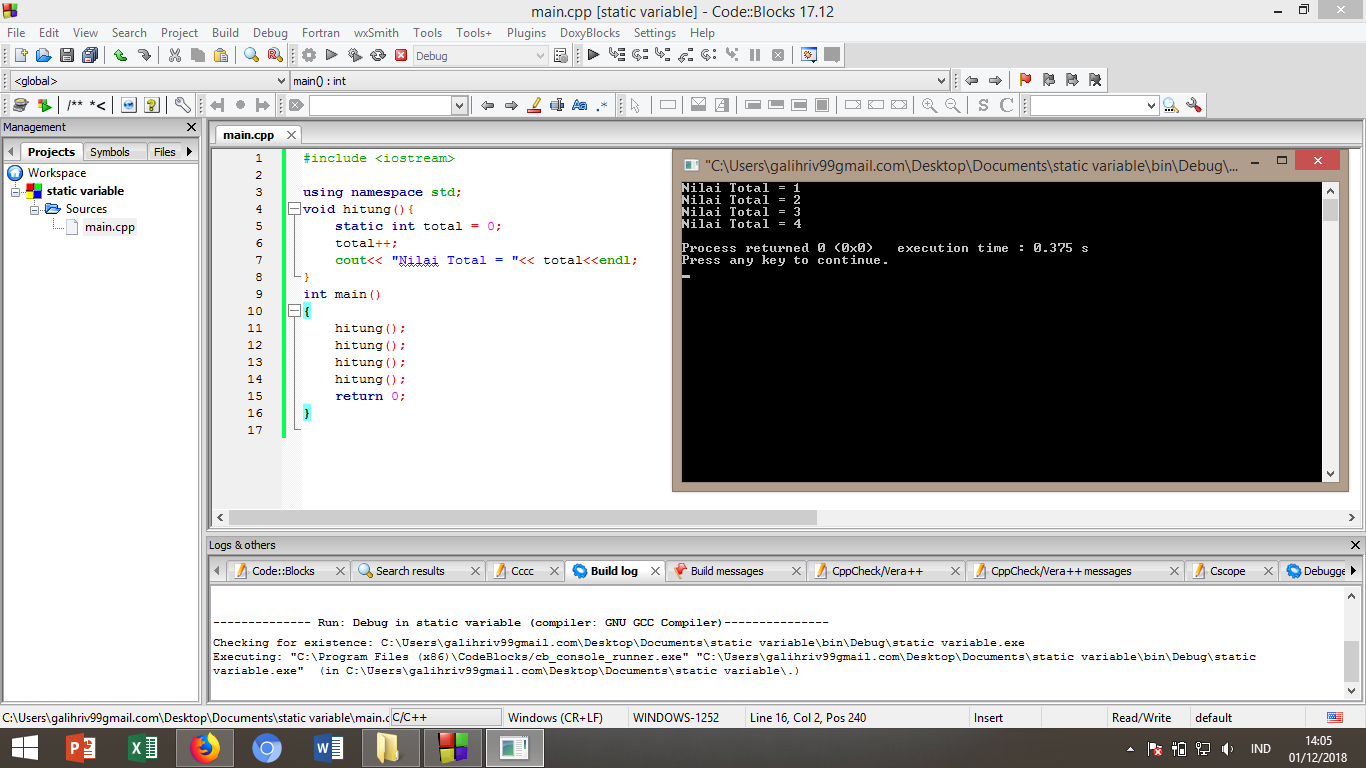 main.cpp [static variable] - Code::Blocks 17.12
File Edit View Search Project Build Debug Fortran wxSmith Tools Tools+ Plugins DoxyBlocks Settings Help
Debug
<global> main() : int
/** *<
Management
Projects Symbols Files
Workspace
static variable
Sources
main.cpp
main.cpp
1 #include <iostream>
2
3 using namespace std;
4 void hitung(){
5 static int total = 0;
6 total++;
7 cout<< "Nilai Total = "<< total<<endl;
8 }
9 int main()
10 {
11 hitung();
12 hitung();
13 hitung();
14 hitung();
15 return 0;
16 }
17
"C:\Users\galihriv99gmail.com\Desktop\Documents\static variable\bin\Debug\...
Nilai Total = 1
Nilai Total = 2
Nilai Total = 3
Nilai Total = 4
Process returned 0 (0x0) execution time : 0.375 s
Press any key to continue.
Logs & others
Code::Blocks Search results Cccc Build log Build messages CppCheck/Vera++ CppCheck/Vera++ messages Cscope Debugge
-------------- Run: Debug in static variable (compiler: GNU GCC Compiler)---------------
Checking for existence: C:\Users\galihriv99gmail.com\Desktop\Documents\static variable\bin\Debug\static variable.exe
Executing: "C:\Program Files (x86)\CodeBlocks/cb_console_runner.exe" "C:\Users\galihriv99gmail.com\Desktop\Documents\static variable\bin\Debug\static
variable.exe" (in C:\Users\galihriv99gmail.com\Desktop\Documents\static variable\.)
C:\Users\galihriv99gmail.com\Desktop\Documents\static variable\main.c C/C++ Windows (CR+LF) WINDOWS-1252 Line 16, Col 2, Pos 240 Insert Read/Write default
IND
14:05
01/12/2018